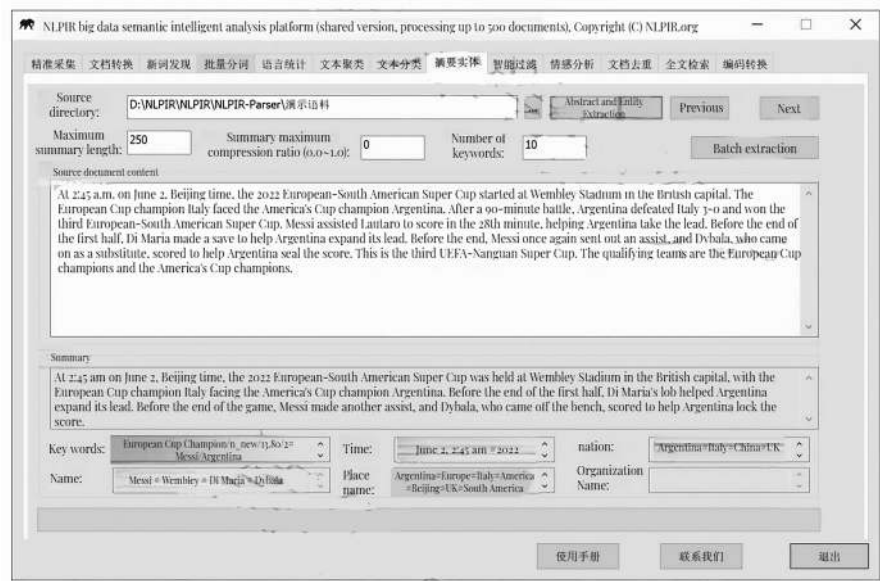 NLPIR big data semantic intelligent analysis platform (shared version, processing up to 500 documents), Copyright (C) NLPIR.org
精准采集 文档转换 新词发现 批量分词 语言统计 文本聚类 文本分类 摘要实体 智能过滤 情感分析 文档去重 全文检索 编码转换
Source directory: D:\NLPIR\NLPIR\NLPIR-Parser\演示语料 ... Abstract and Entity Extraction Previous Next
Maximum summary length: 250 Summary maximum compression ratio (0.0~1.0): 0 Number of keywords: 10 Batch extraction
Source document content
At 2:45 a.m. on June 2, Beijing time, the 2022 European-South American Super Cup started at Wembley Stadium in the British capital. The
European Cup champion Italy faced the America's Cup champion Argentina. After a 90-minute battle, Argentina defeated Italy 3-0 and won the
third European-South American Super Cup. Messi assisted Lautaro to score in the 28th minute, helping Argentina take the lead. Before the end of
the first half, Di Maria made a save to help Argentina expand its lead. Before the end, Messi once again sent out an assist, and Dybala, who came
on as a substitute, scored to help Argentina seal the score. This is the third UEFA-Nanguan Super Cup. The qualifying teams are the European Cup
champions and the America's Cup champions.
Summary
At 2:45 am on June 2, Beijing time, the 2022 European-South American Super Cup was held at Wembley Stadium in the British capital, with the
European Cup champion Italy facing the America's Cup champion Argentina. Before the end of the first half, Di Maria's lob helped Argentina
expand its lead. Before the end of the game, Messi made another assist, and Dybala, who came off the bench, scored to help Argentina lock the
score.
Key words: European Cup Champion/n_new/13.80/2= Messi/Argentina Time: June 2, 2:45 am =2022 nation: Argentina=Italy=China=UK
Name: Messi = Wembley = Di Maria = Dybala Place name: Argentina=Europe=Italy=America =Beijing=UK=South America Organization Name:
使用手册 联系我们 退出